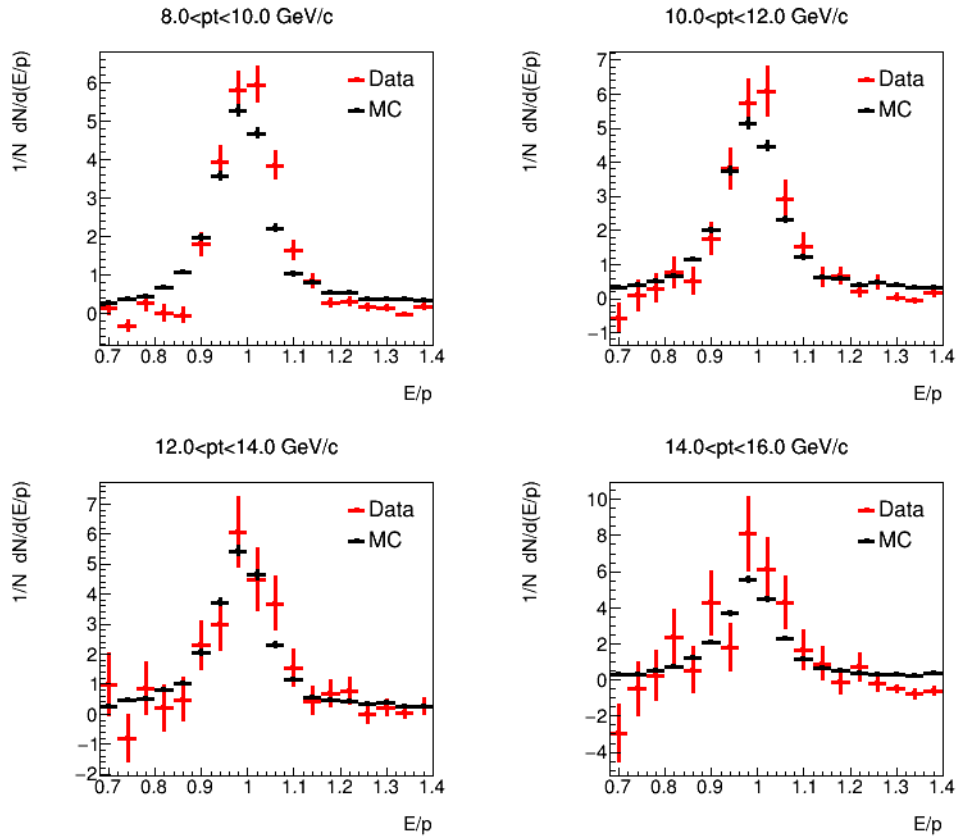 8.0<pt<10.0 GeV/c
1/N dN/d(E/p)
6
5
4
3
2
1
0
Data
MC
0.7 0.8 0.9 1 1.1 1.2 1.3 1.4
E/p
10.0<pt<12.0 GeV/c
1/N dN/d(E/p)
7
6
5
4
3
2
1
0
−1
Data
MC
0.7 0.8 0.9 1 1.1 1.2 1.3 1.4
E/p
12.0<pt<14.0 GeV/c
1/N dN/d(E/p)
7
6
5
4
3
2
1
0
−1
−2
Data
MC
0.7 0.8 0.9 1 1.1 1.2 1.3 1.4
E/p
14.0<pt<16.0 GeV/c
1/N dN/d(E/p)
10
8
6
4
2
0
−2
−4
Data
MC
0.7 0.8 0.9 1 1.1 1.2 1.3 1.4
E/p